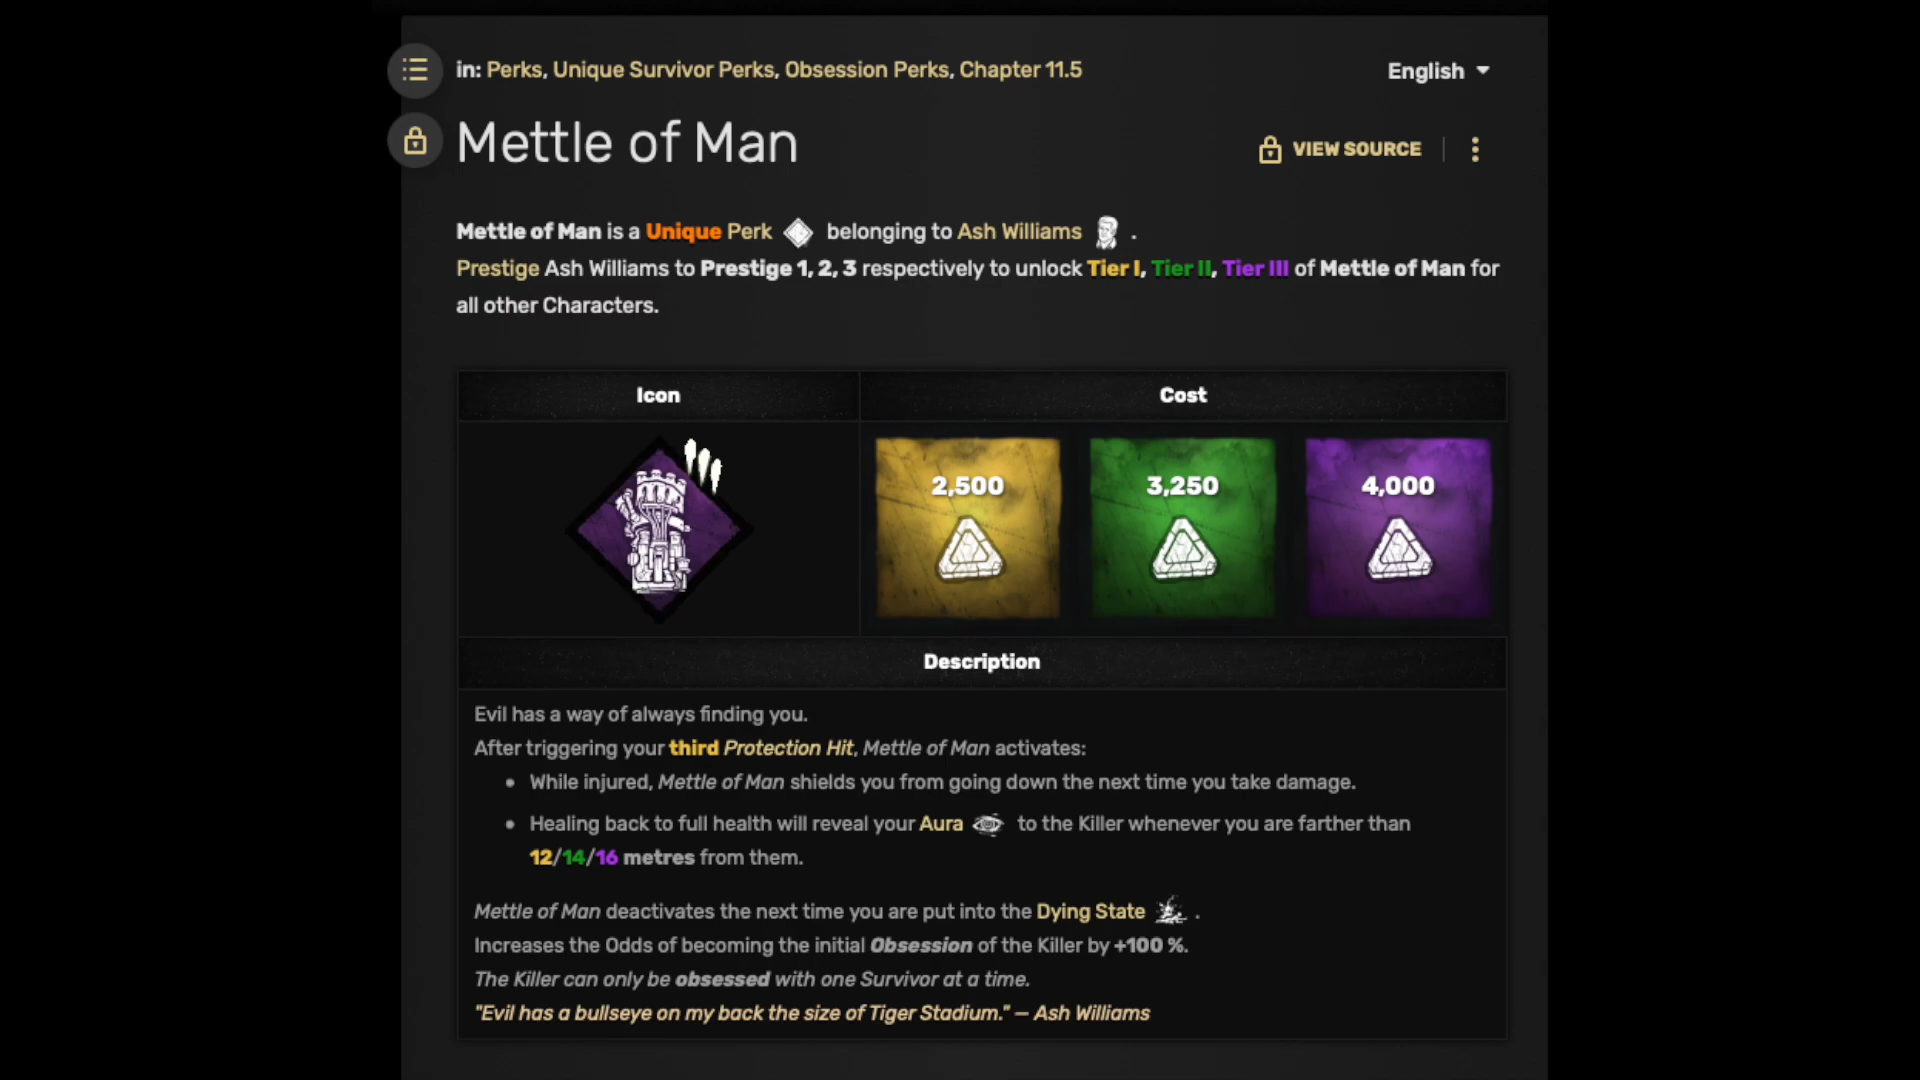 in: Perks, Unique Survivor Perks, Obsession Perks, Chapter 11.5
English
Mettle of Man
VIEW SOURCE
Mettle of Man is a Unique Perk belonging to Ash Williams .
Prestige Ash Williams to Prestige 1, 2, 3 respectively to unlock Tier I, Tier II, Tier III of Mettle of Man for
all other Characters.
Icon
Cost
2,500
3,250
4,000
Description
Evil has a way of always finding you.
After triggering your third Protection Hit, Mettle of Man activates:
• While injured, Mettle of Man shields you from going down the next time you take damage.
• Healing back to full health will reveal your Aura to the Killer whenever you are farther than
12/14/16 metres from them.
Mettle of Man deactivates the next time you are put into the Dying State .
Increases the Odds of becoming the initial Obsession of the Killer by +100 %.
The Killer can only be obsessed with one Survivor at a time.
"Evil has a bullseye on my back the size of Tiger Stadium." — Ash Williams